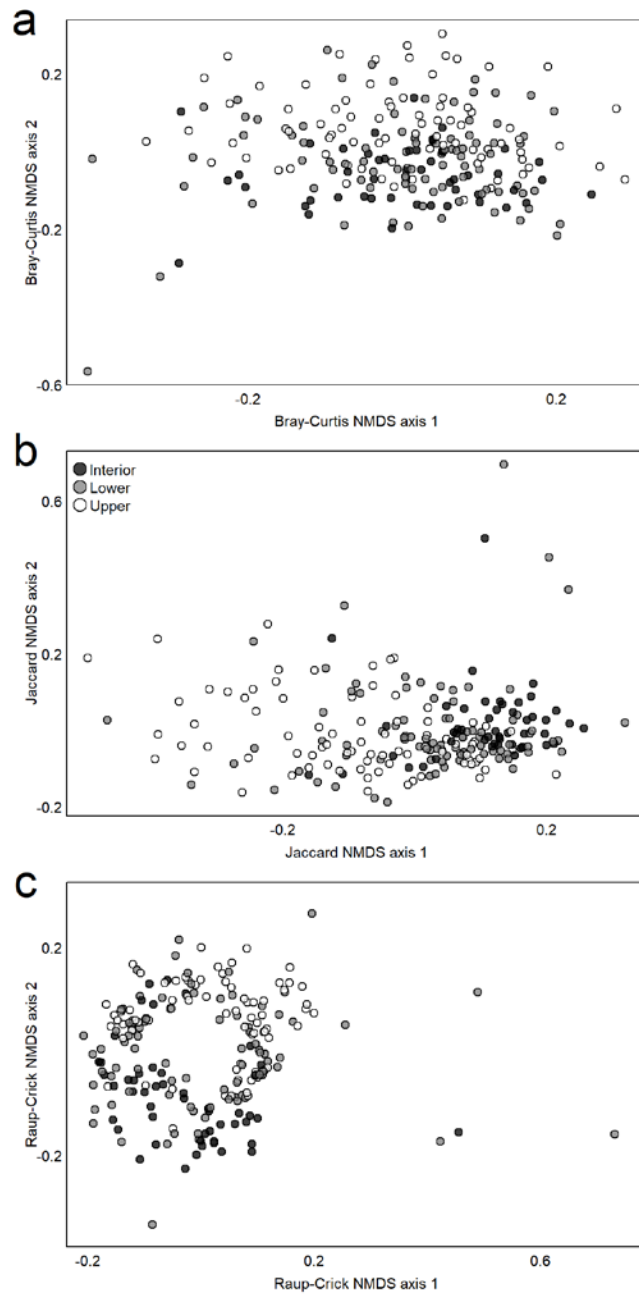 a
0.2
-0.2
-0.6
Bray-Curtis NMDS axis 2
-0.2 0.2
Bray-Curtis NMDS axis 1
b
Interior
Lower
Upper
0.6
0.2
-0.2
Jaccard NMDS axis 2
-0.2 0.2
Jaccard NMDS axis 1
c
0.2
-0.2
Raup-Crick NMDS axis 2
-0.2 0.2 0.6
Raup-Crick NMDS axis 1